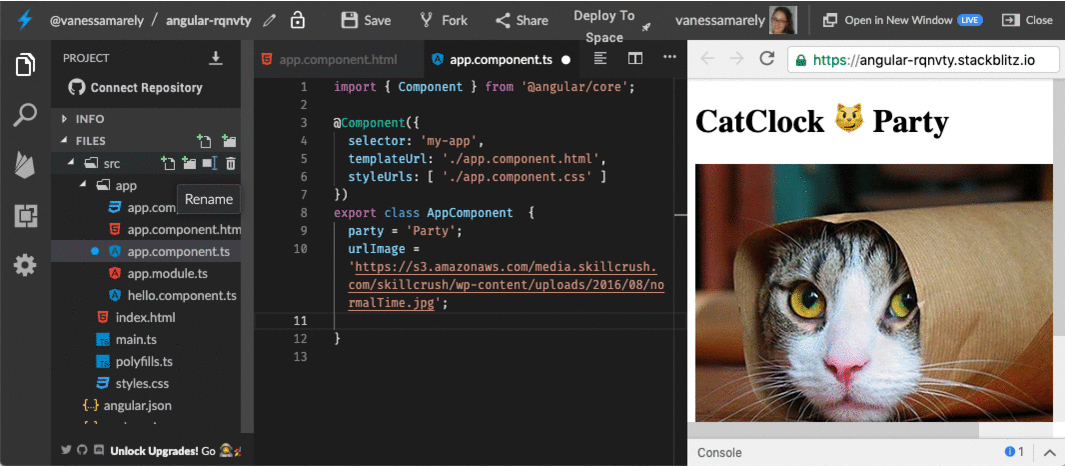 @vanessamarely / angular-rqnvty Save Fork Share Deploy To Space vanessamarely Open in New Window LIVE Close
PROJECT
Connect Repository
INFO
FILES
src
app
app.com
Rename
app.component.htm
app.component.ts
app.module.ts
hello.component.ts
index.html
main.ts
polyfills.ts
styles.css
{..} angular.json
Unlock Upgrades! Go
app.component.html app.component.ts
1 import { Component } from '@angular/core';
2
3 @Component({
4 selector: 'my-app',
5 templateUrl: './app.component.html',
6 styleUrls: [ './app.component.css' ]
7 })
8 export class AppComponent {
9 party = 'Party';
10 urlImage =
'https://s3.amazonaws.com/media.skillcrush.
com/skillcrush/wp-content/uploads/2016/08/no
rmalTime.jpg';
11
12 }
13
https://angular-rqnvty.stackblitz.io
CatClock 😼 Party
Console 1